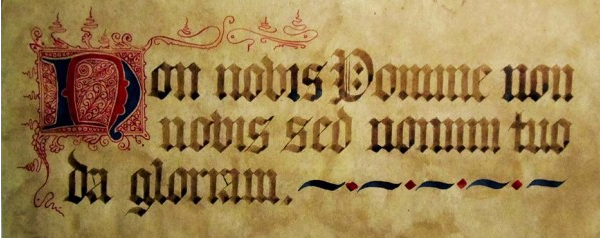 Non nobis Domine non
nobis sed nomini tuo
da gloriam.